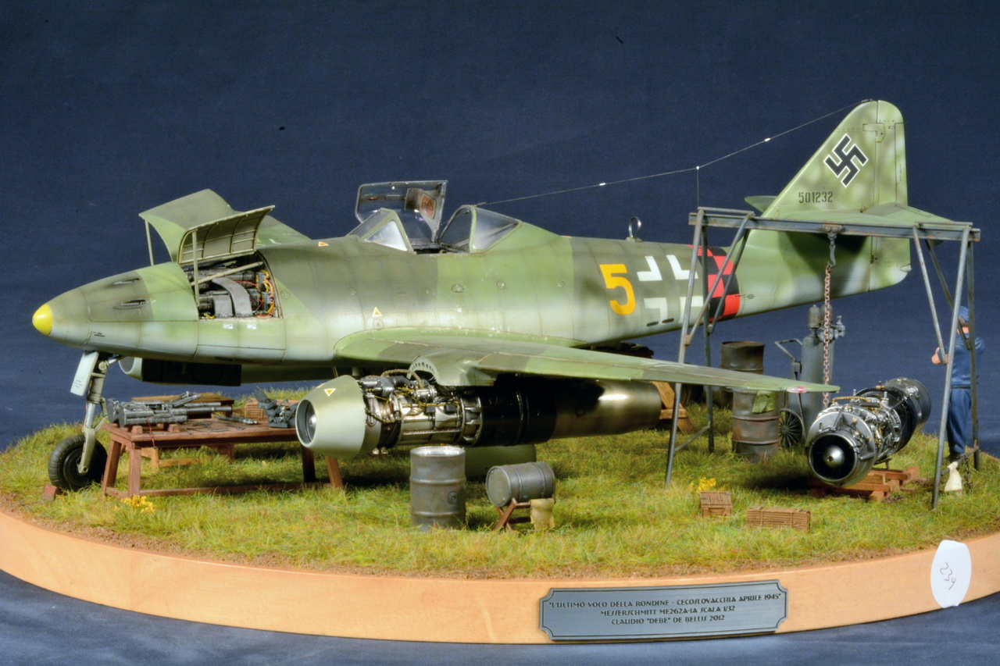 501232
5
"L'ULTIMO VOLO DELLA RONDINE - CECOSLOVACCHIA APRILE 1945"
MESSERSCHMITT ME262A-1A SCALA 1/32
CLAUDIO "DEBE" DE BELLIS 2012
234